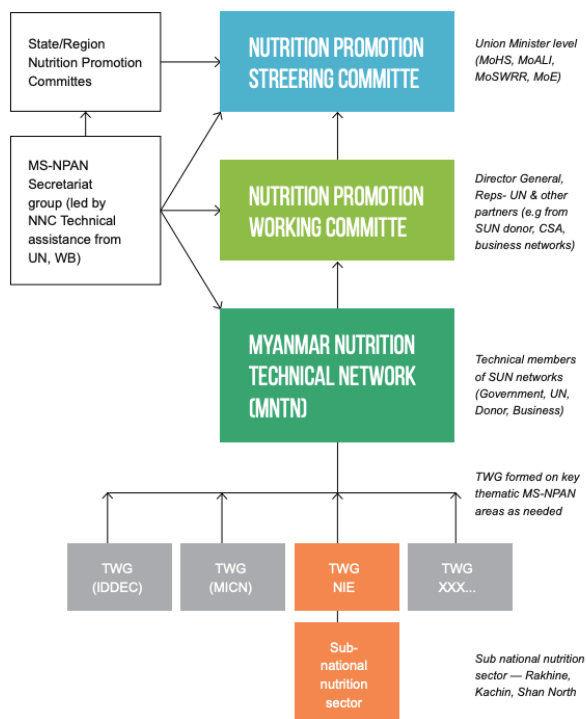 State/Region
Nutrition Promotion
Committes
NUTRITION PROMOTION
STREERING COMMITTE
Union Minister level
(MoHS, MoALI,
MoSWRR, MoE)
MS-NPAN
Secretariat
group (led by
NNC Technical
assistance from
UN, WB)
NUTRITION PROMOTION
WORKING COMMITTE
Director General,
Reps- UN & other
partners (e.g from
SUN donor, CSA,
business networks)
MYANMAR NUTRITION
TECHNICAL NETWORK
(MNTN)
Technical members
of SUN networks
(Government, UN,
Donor, Business)
TWG formed on key
thematic MS-NPAN
areas as needed
TWG
(IDDEC)
TWG
(MICN)
TWG
NIE
TWG
XXX...
Sub-
national
nutrition
sector
Sub national nutrition
sector — Rakhine,
Kachin, Shan North